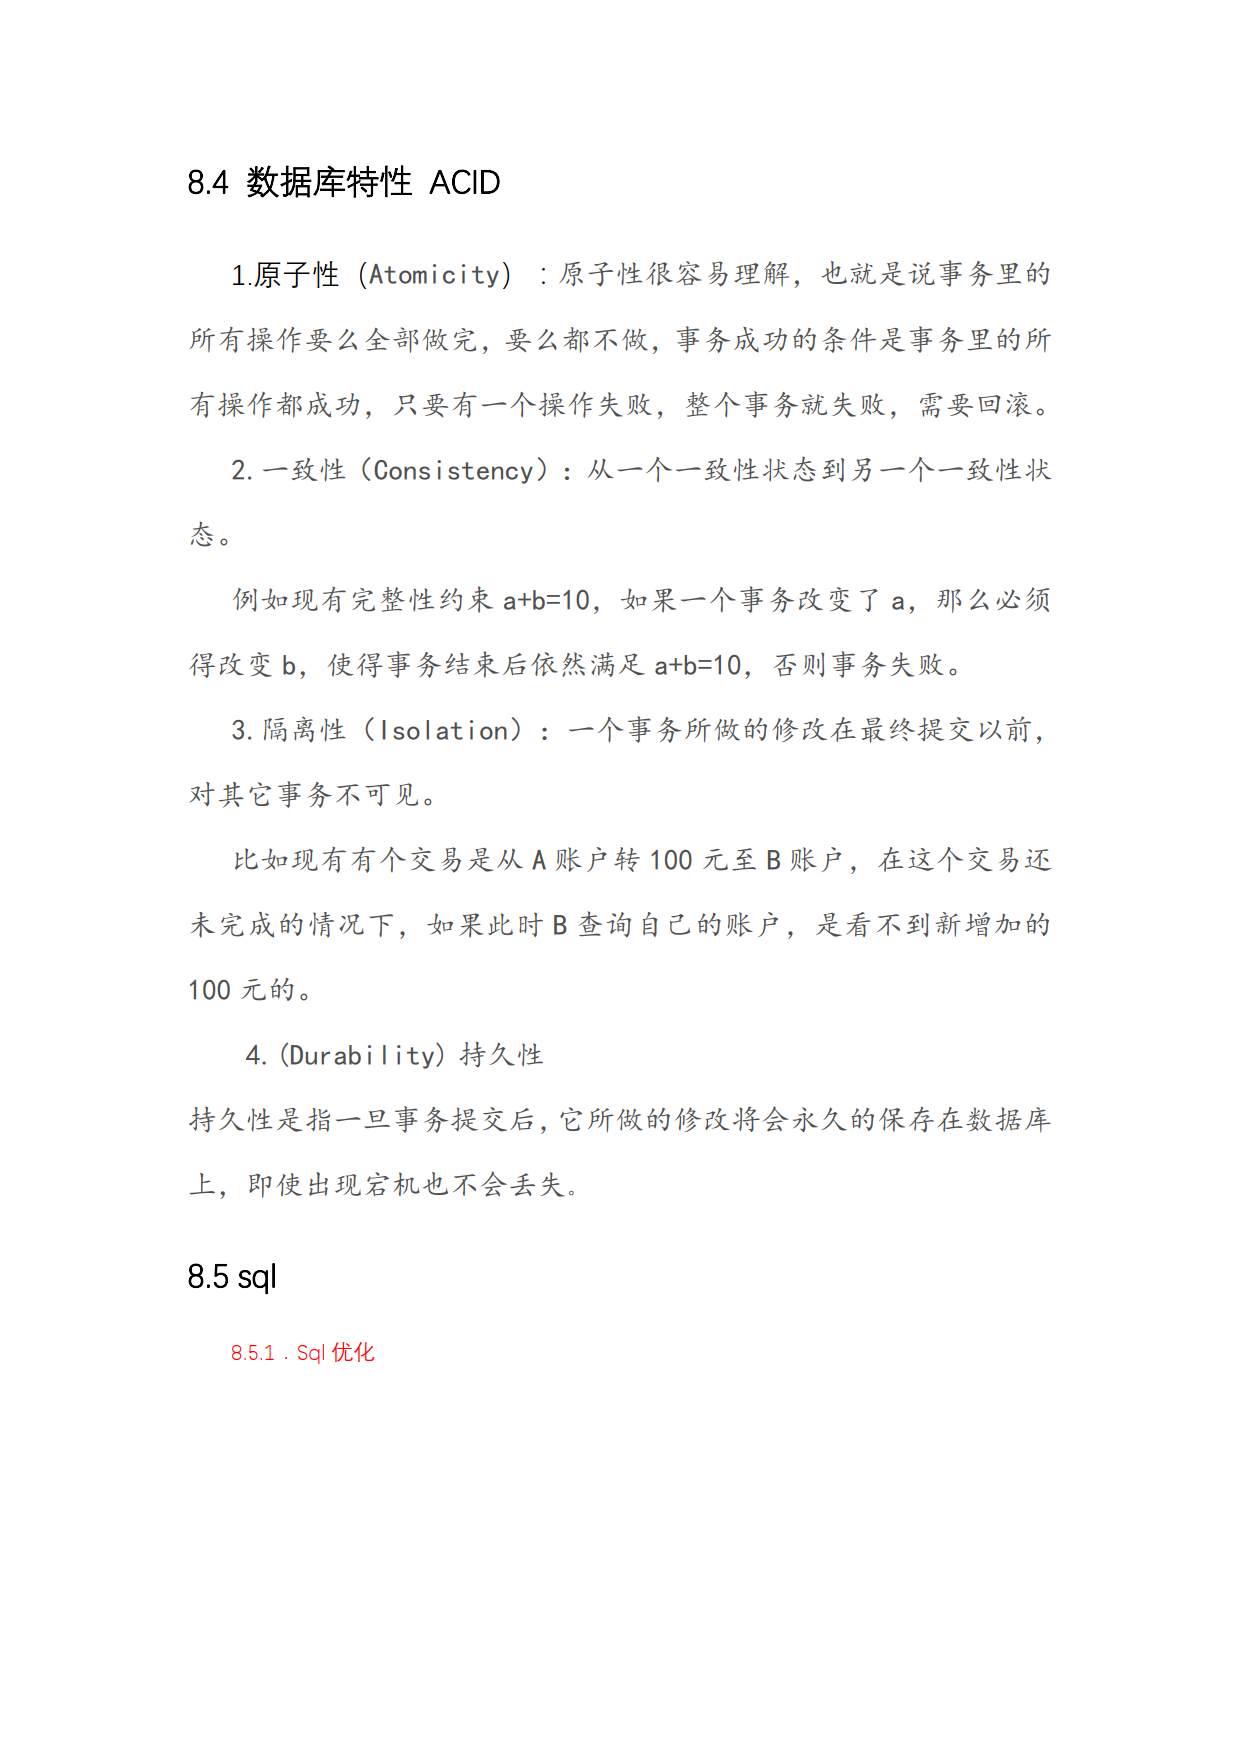 8.4 数据库特性 ACID
1.原子性（Atomicity）：原子性很容易理解，也就是说事务里的
所有操作要么全部做完，要么都不做，事务成功的条件是事务里的所
有操作都成功，只要有一个操作失败，整个事务就失败，需要回滚。
2.一致性（Consistency）：从一个一致性状态到另一个一致性状
态。
例如现有完整性约束 a+b=10，如果一个事务改变了 a，那么必须
得改变 b，使得事务结束后依然满足 a+b=10，否则事务失败。
3.隔离性（Isolation）：一个事务所做的修改在最终提交以前，
对其它事务不可见。
比如现有有个交易是从 A 账户转 100 元至 B 账户，在这个交易还
未完成的情况下，如果此时 B 查询自己的账户，是看不到新增加的
100 元的。
4.(Durability) 持久性
持久性是指一旦事务提交后，它所做的修改将会永久的保存在数据库
上，即使出现宕机也不会丢失。
8.5 sql
8.5.1．Sql 优化